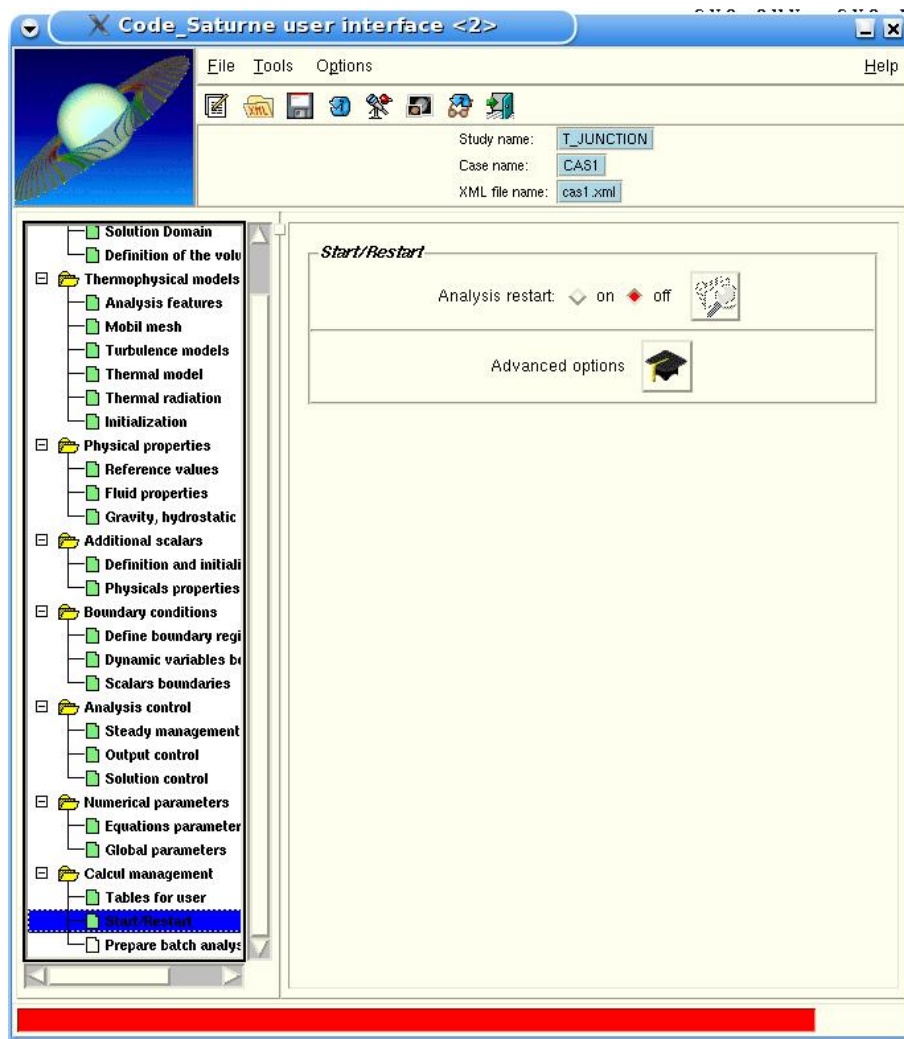 Code_Saturne user interface <2>
File Tools Options Help
XML
Study name: T_JUNCTION
Case name: CAS1
XML file name: cas1.xml
Solution Domain
Definition of the volu
Thermophysical models
Analysis features
Mobil mesh
Turbulence models
Thermal model
Thermal radiation
Initialization
Physical properties
Reference values
Fluid properties
Gravity, hydrostatic
Additional scalars
Definition and initiali
Physicals properties
Boundary conditions
Define boundary regi
Dynamic variables b
Scalars boundaries
Analysis control
Steady management
Output control
Solution control
Numerical parameters
Equations parameter
Global parameters
Calcul management
Tables for user
Start/Restart
Prepare batch analys
Start/Restart
Analysis restart: on off
Advanced options